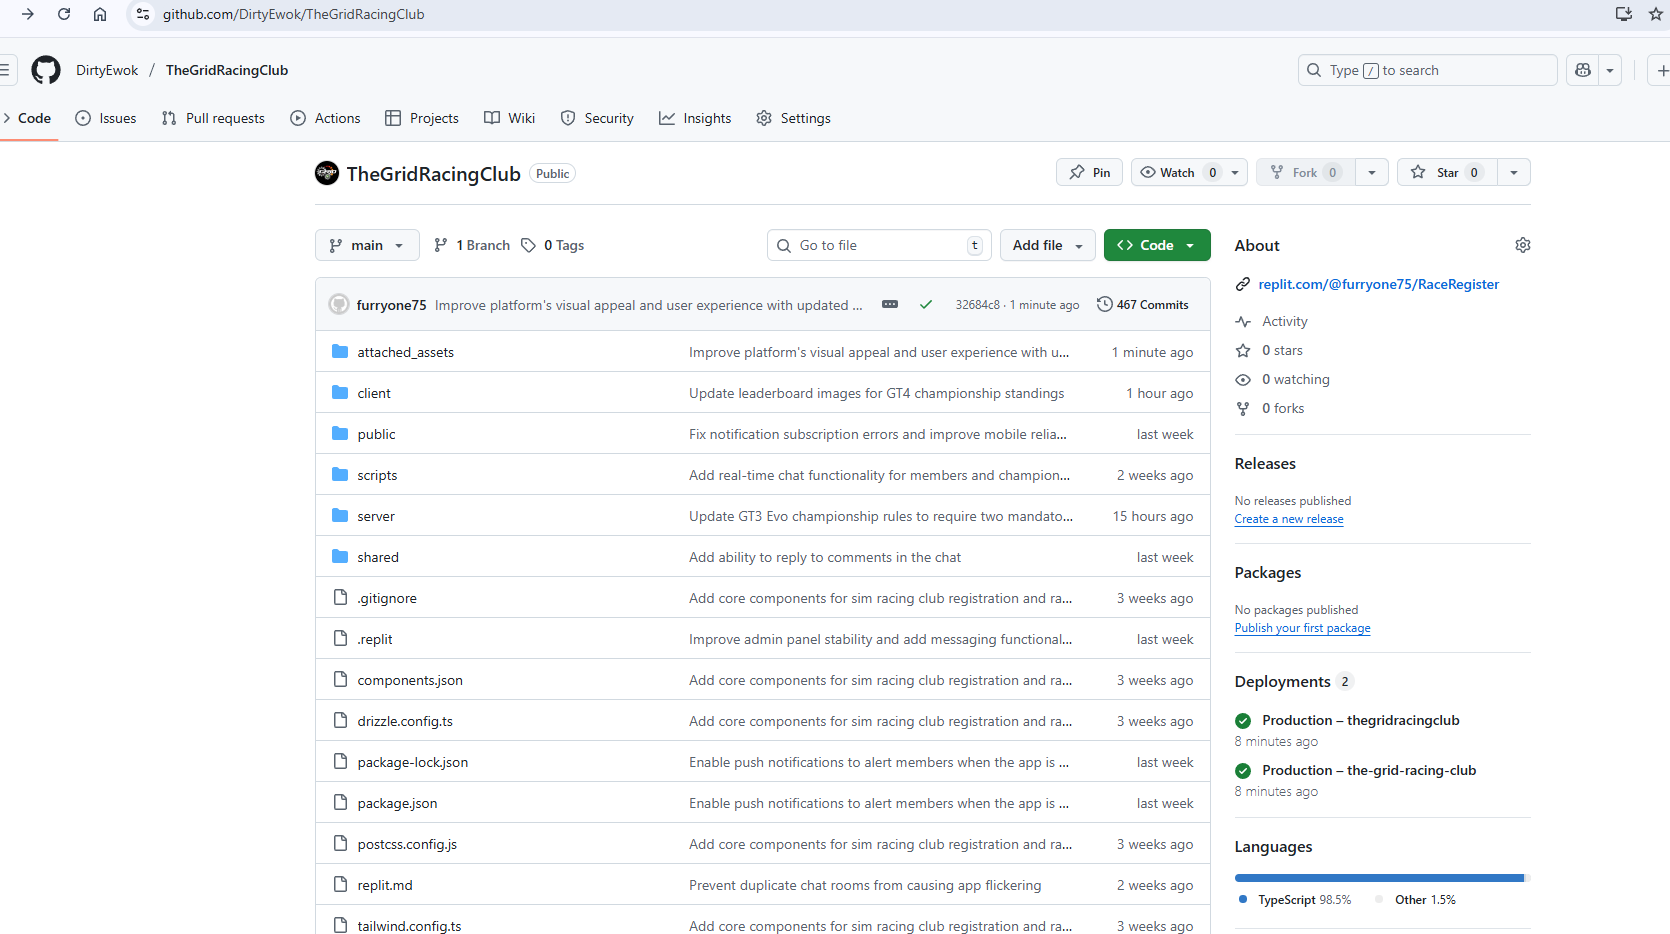 github.com/DirtyEwok/TheGridRacingClub
DirtyEwok / TheGridRacingClub
Type / to search
Code Issues Pull requests Actions Projects Wiki Security Insights Settings
TheGridRacingClub Public
Pin Watch 0 Fork 0 Star 0
main 1 Branch 0 Tags
Go to file t Add file Code
furryone75 Improve platform's visual appeal and user experience with updated ... 32684c8 · 1 minute ago 467 Commits
attached_assets Improve platform's visual appeal and user experience with u... 1 minute ago
client Update leaderboard images for GT4 championship standings 1 hour ago
public Fix notification subscription errors and improve mobile relia... last week
scripts Add real-time chat functionality for members and champion... 2 weeks ago
server Update GT3 Evo championship rules to require two mandato... 15 hours ago
shared Add ability to reply to comments in the chat last week
.gitignore Add core components for sim racing club registration and ra... 3 weeks ago
.replit Improve admin panel stability and add messaging functional... last week
components.json Add core components for sim racing club registration and ra... 3 weeks ago
drizzle.config.ts Add core components for sim racing club registration and ra... 3 weeks ago
package-lock.json Enable push notifications to alert members when the app is ... last week
package.json Enable push notifications to alert members when the app is ... last week
postcss.config.js Add core components for sim racing club registration and ra... 3 weeks ago
replit.md Prevent duplicate chat rooms from causing app flickering 2 weeks ago
tailwind.config.ts Add core components for sim racing club registration and ra... 3 weeks ago
About
replit.com/@furryone75/RaceRegister
Activity
0 stars
0 watching
0 forks
Releases
No releases published
Create a new release
Packages
No packages published
Publish your first package
Deployments 2
Production – thegridracingclub
8 minutes ago
Production – the-grid-racing-club
8 minutes ago
Languages
TypeScript 98.5% Other 1.5%